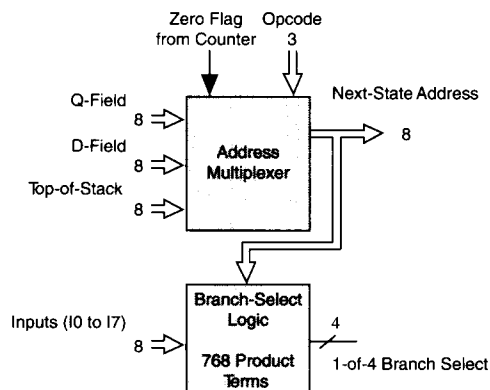 Zero Flag
from Counter
Opcode
3
Next-State Address
8
Q-Field
8
D-Field
8
Top-of-Stack
8
Address
Multiplexer
Branch-Select
Logic
768 Product
Terms
Inputs (I0 to I7)
8
4
1-of-4 Branch Select